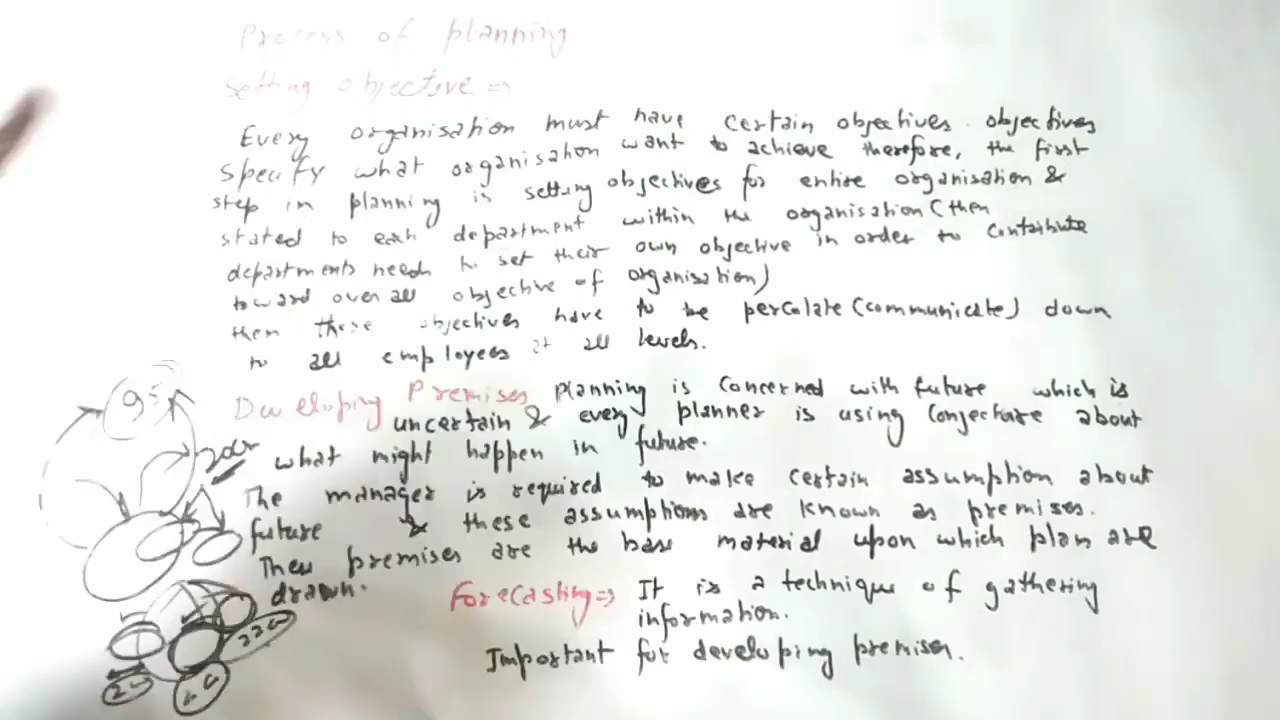 Process of planning
Setting objective ⇒
Every organisation must have certain objectives. objectives
specify what organisation want to achieve therefore, the first
step in planning is setting objectives for entire organisation &
stated to each department within the organisation (then
departments needs to set their own objective in order to contribute
toward over all objective of organisation)
then these objectives have to be percolate (communicate) down
to all employees at all levels.
Developing Premises planning is concerned with future which is
uncertain & every planner is using conjecture about
what might happen in future.
The manager is required to make certain assumption about
future & these assumptions are known as premises.
These premises are the base material upon which plan are
drawn.
Forecasting ⇒ It is a technique of gathering
information.
Important for developing premises.